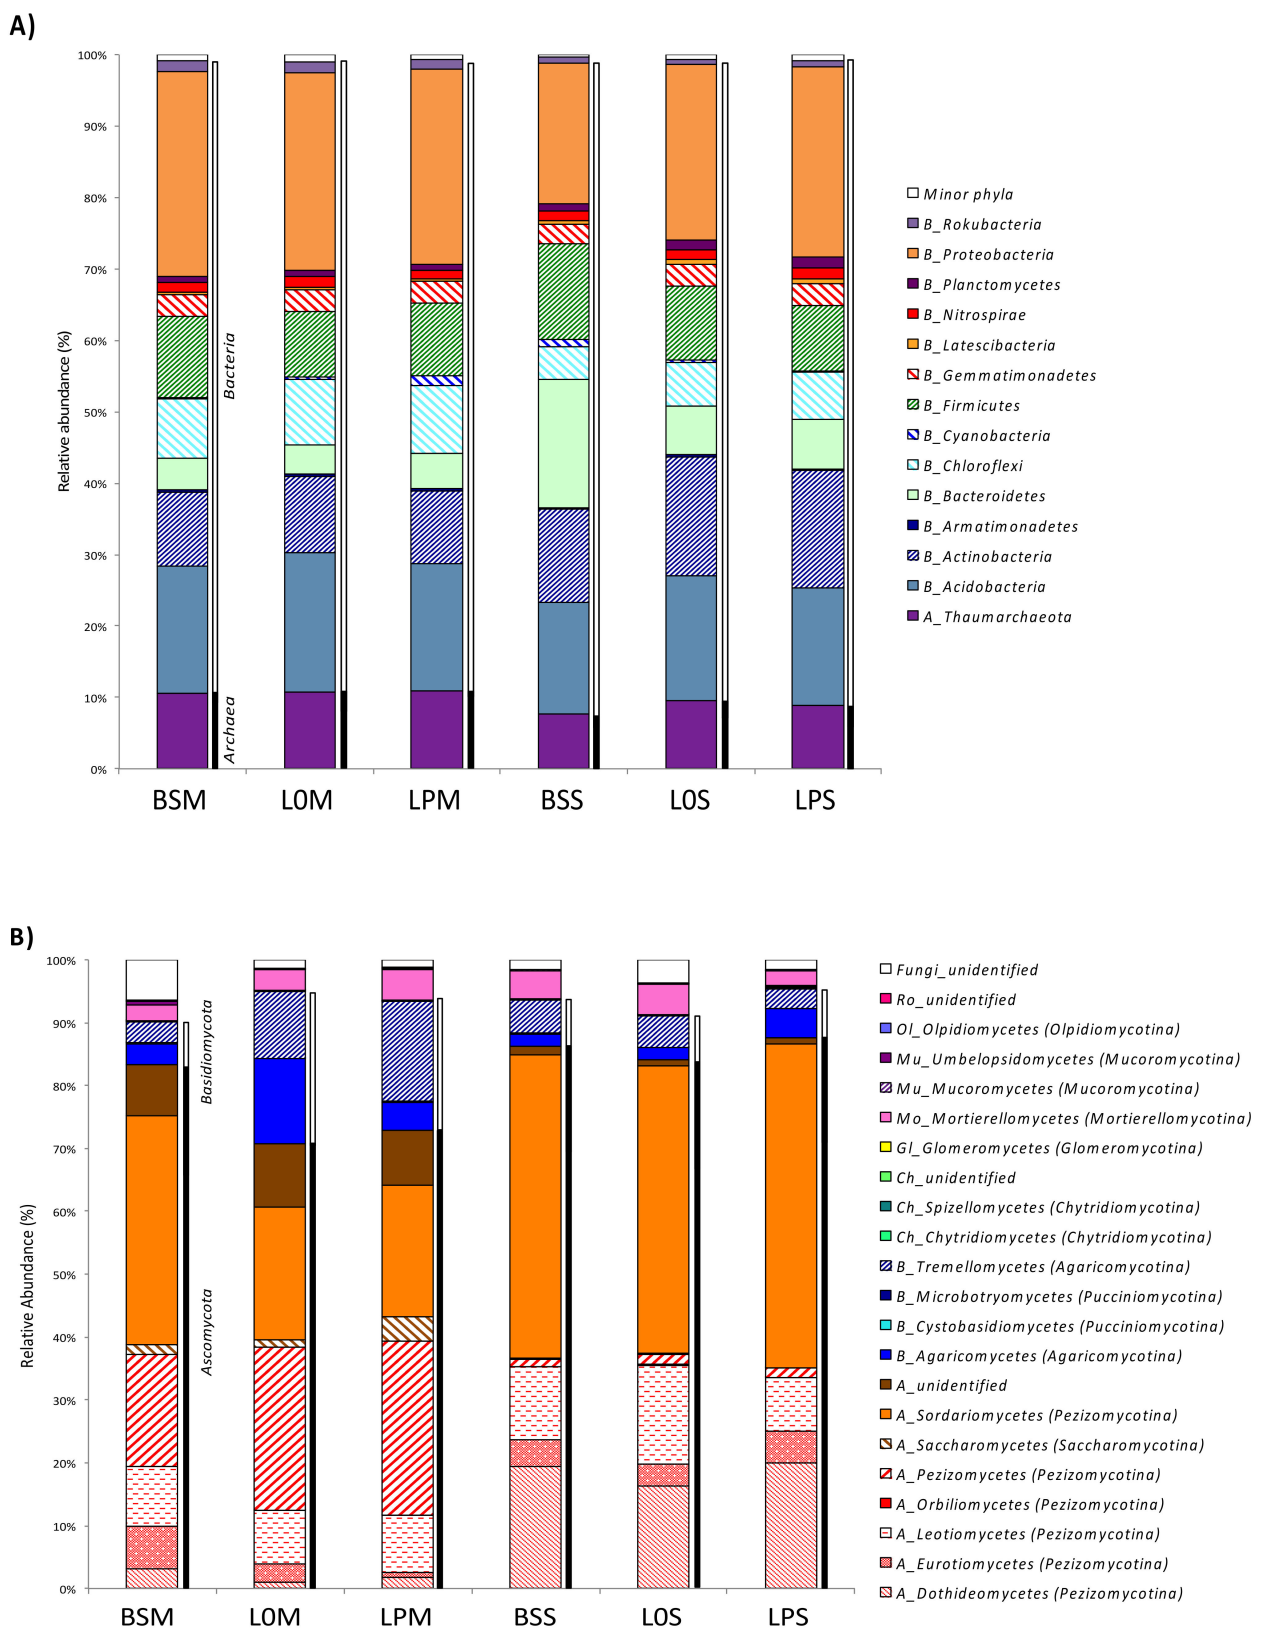 A)
100%
90%
80%
70%
60%
50%
40%
30%
20%
10%
0%
Relative abundance (%)
Bacteria
Archaea
BSM
L0M
LPM
BSS
L0S
LPS
Minor phyla
B_Rokubacteria
B_Proteobacteria
B_Planctomycetes
B_Nitrospirae
B_Latescibacteria
B_Gemmatimonadetes
B_Firmicutes
B_Cyanobacteria
B_Chloroflexi
B_Bacteroidetes
B_Armatimonadetes
B_Actinobacteria
B_Acidobacteria
A_Thaumarchaeota
B)
100%
90%
80%
70%
60%
50%
40%
30%
20%
10%
0%
Relative Abundance (%)
Basidiomycota
Ascomycota
BSM
L0M
LPM
BSS
L0S
LPS
Fungi_unidentified
Ro_unidentified
Ol_Olpidiomycetes (Olpidiomycotina)
Mu_Umbelopsidomycetes (Mucoromycotina)
Mu_Mucoromycetes (Mucoromycotina)
Mo_Mortierellomycetes (Mortierellomycotina)
Gl_Glomeromycetes (Glomeromycotina)
Ch_unidentified
Ch_Spizellomycetes (Chytridiomycotina)
Ch_Chytridiomycetes (Chytridiomycotina)
B_Tremellomycetes (Agaricomycotina)
B_Microbotryomycetes (Pucciniomycotina)
B_Cystobasidiomycetes (Pucciniomycotina)
B_Agaricomycetes (Agaricomycotina)
A_unidentified
A_Sordariomycetes (Pezizomycotina)
A_Saccharomycetes (Saccharomycotina)
A_Pezizomycetes (Pezizomycotina)
A_Orbiliomycetes (Pezizomycotina)
A_Leotiomycetes (Pezizomycotina)
A_Eurotiomycetes (Pezizomycotina)
A_Dothideomycetes (Pezizomycotina)